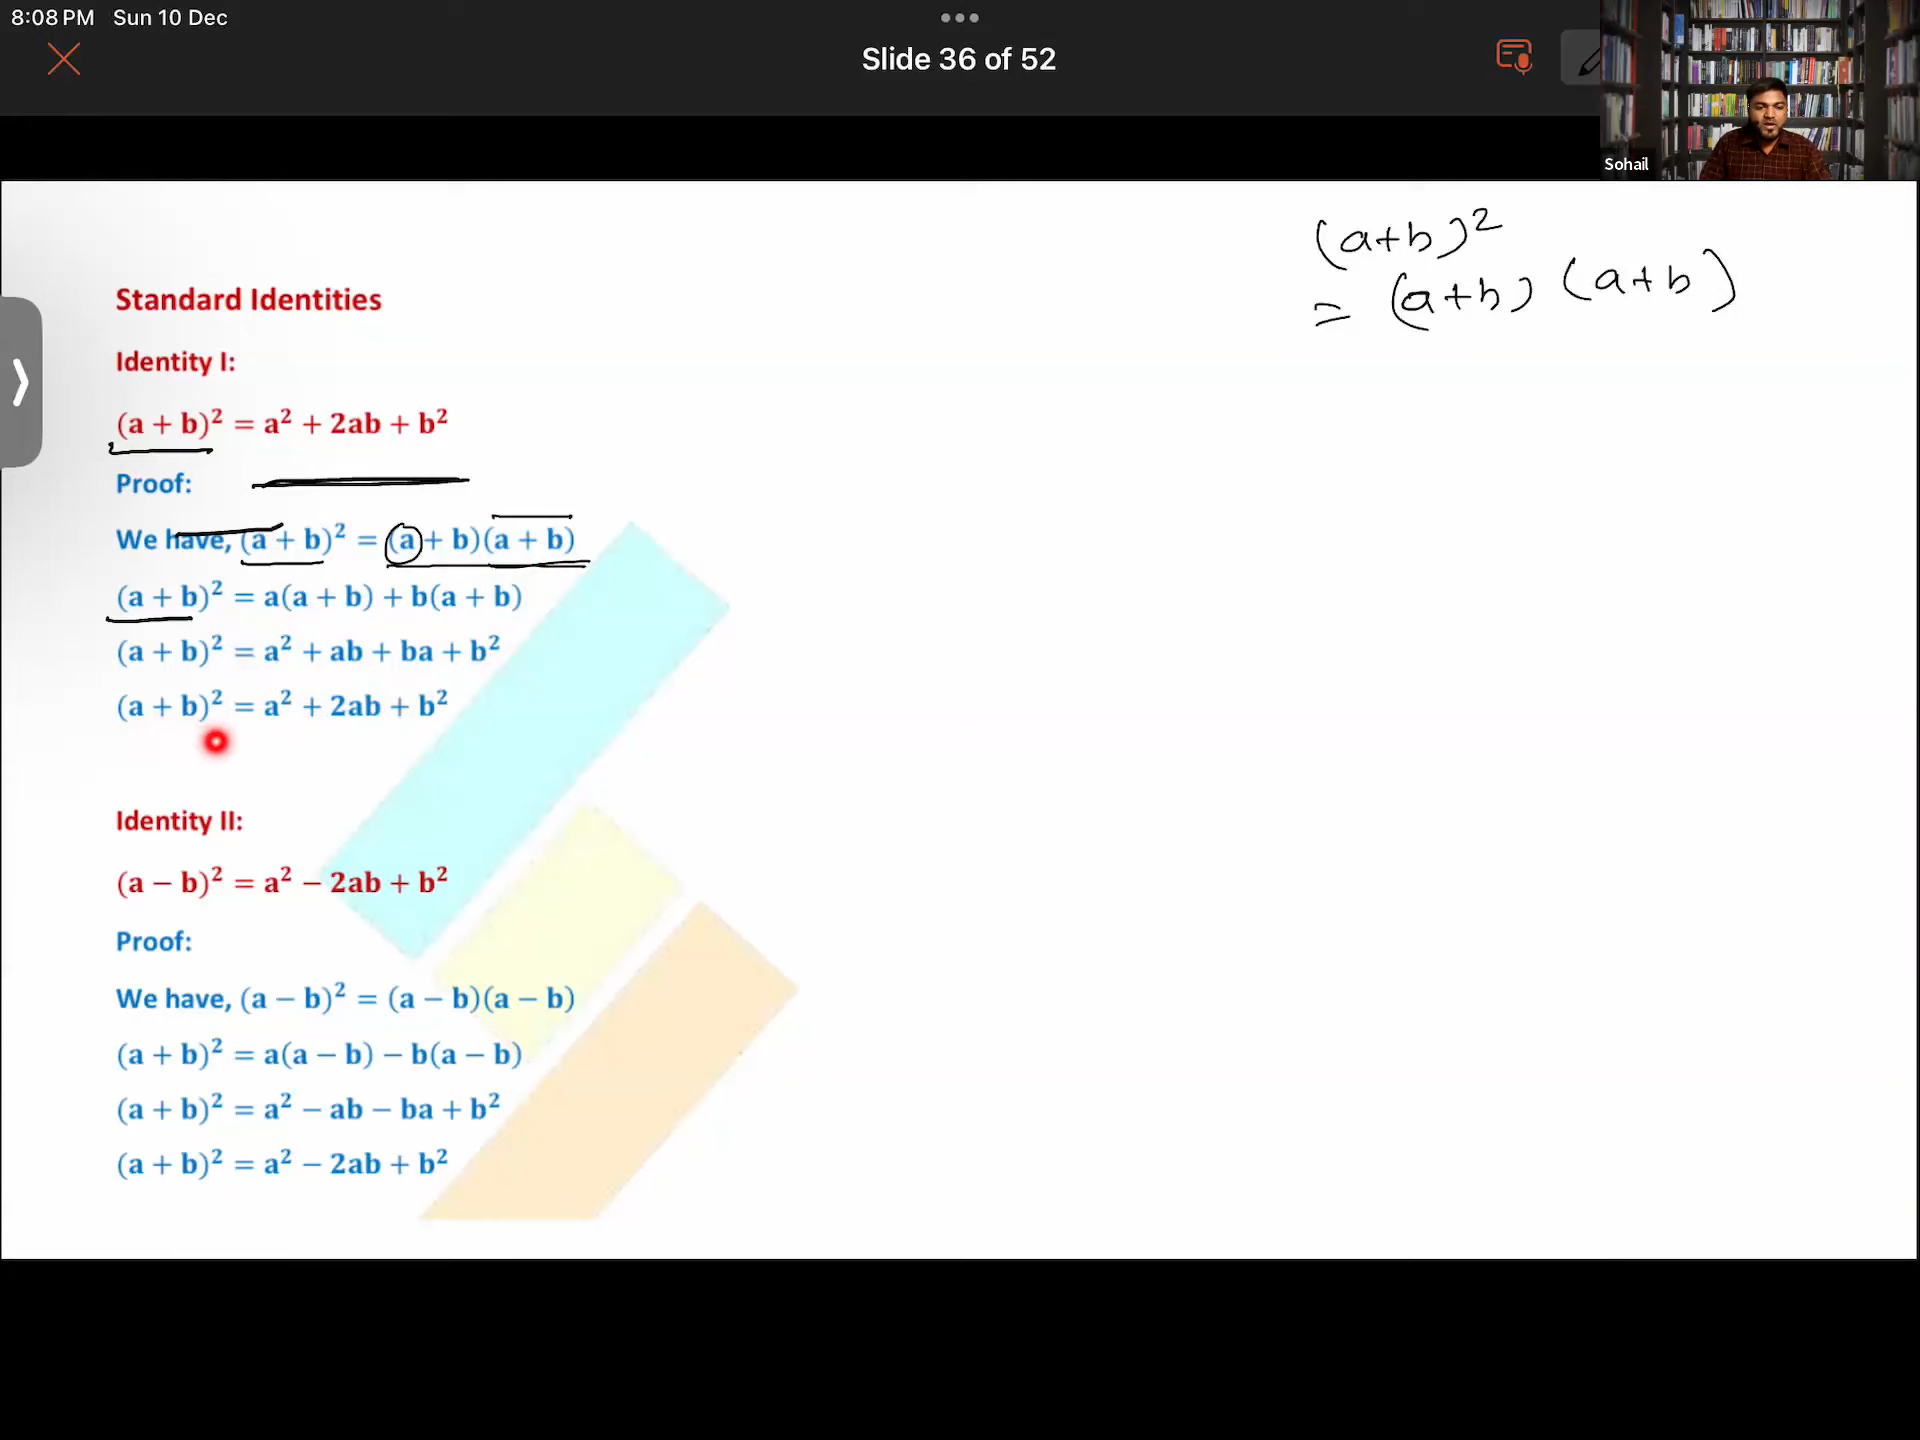 8:08 PM Sun 10 Dec
Slide 36 of 52
Sohail
(a+b)²
= (a+b) (a+b)
Standard Identities
Identity I:
(a + b)² = a² + 2ab + b²
Proof:
We have, (a + b)² = (a + b)(a + b)
(a + b)² = a(a + b) + b(a + b)
(a + b)² = a² + ab + ba + b²
(a + b)² = a² + 2ab + b²
Identity II:
(a − b)² = a² − 2ab + b²
Proof:
We have, (a − b)² = (a − b)(a − b)
(a + b)² = a(a − b) − b(a − b)
(a + b)² = a² − ab − ba + b²
(a + b)² = a² − 2ab + b²